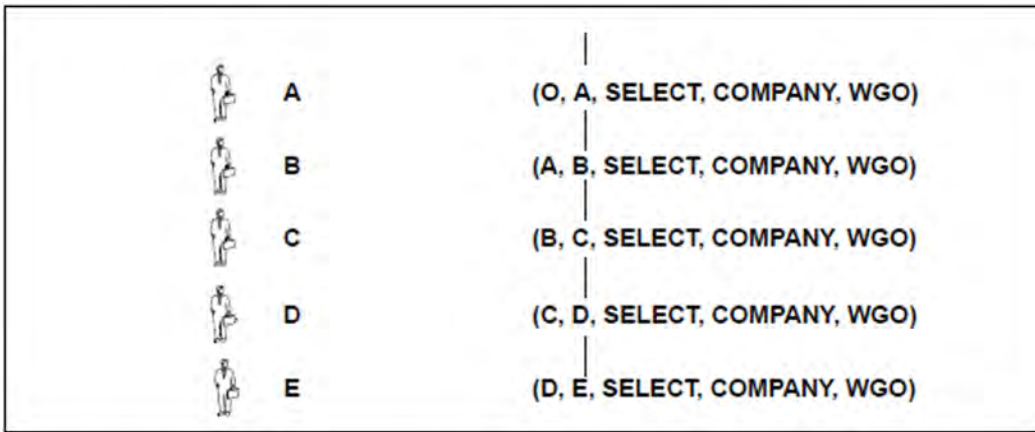 A (O, A, SELECT, COMPANY, WGO)
B (A, B, SELECT, COMPANY, WGO)
C (B, C, SELECT, COMPANY, WGO)
D (C, D, SELECT, COMPANY, WGO)
E (D, E, SELECT, COMPANY, WGO)